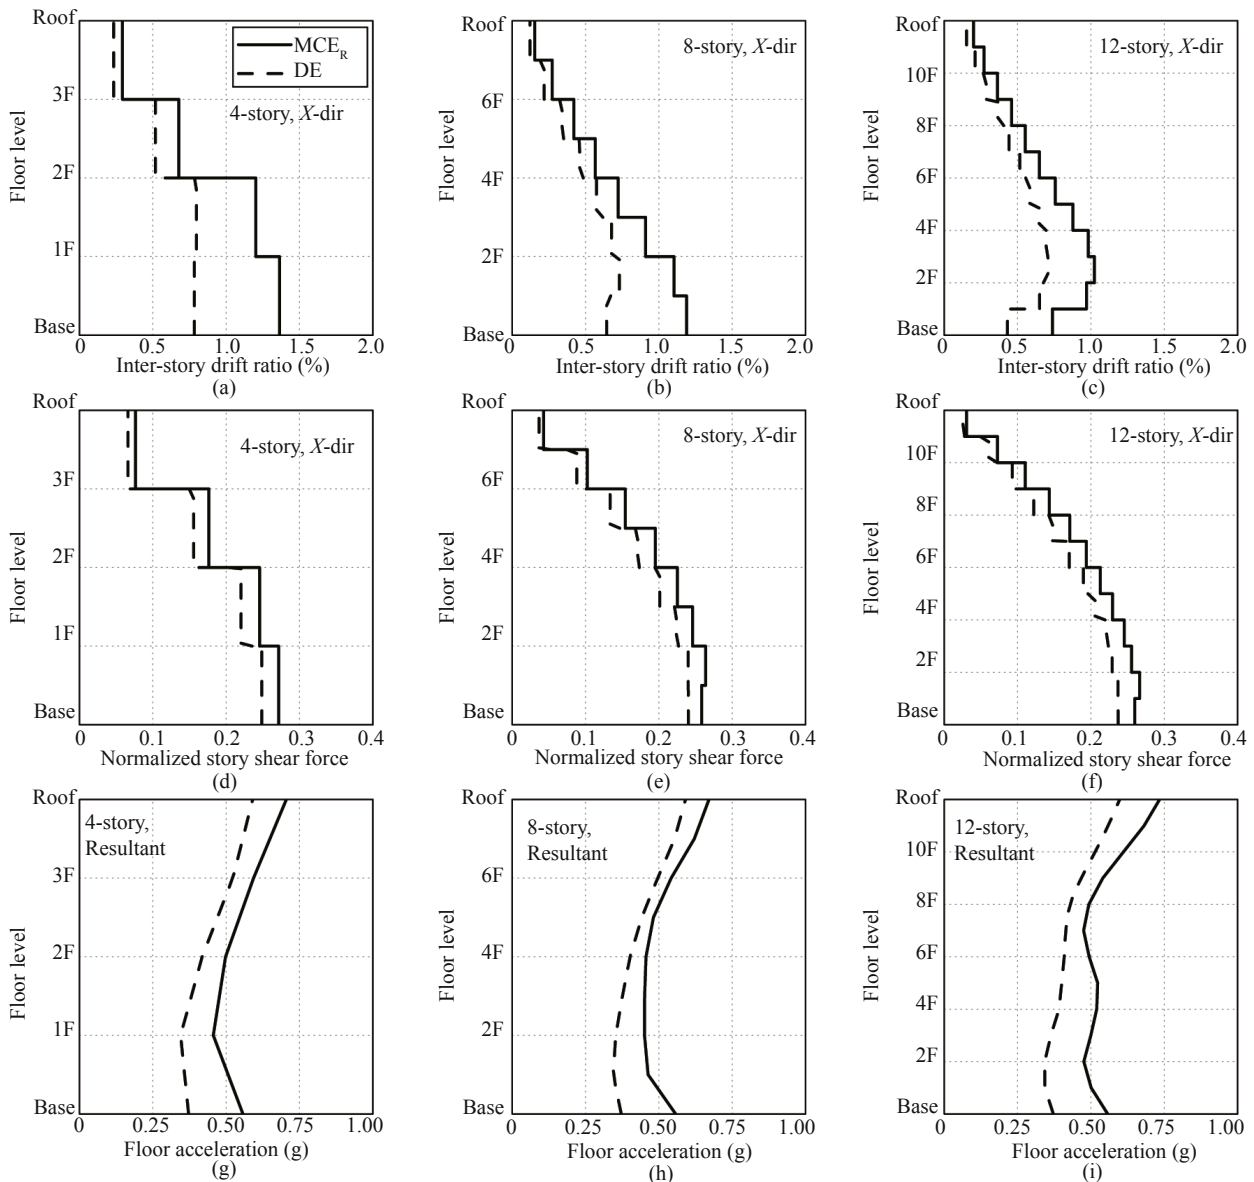 Roof
3F
2F
1F
Base
Floor level
MCE_R
DE
4-story, X-dir
0 0.5 1.0 1.5 2.0
Inter-story drift ratio (%)
(a)
Roof
6F
4F
2F
Base
Floor level
8-story, X-dir
0 0.5 1.0 1.5 2.0
Inter-story drift ratio (%)
(b)
Roof
10F
8F
6F
4F
2F
Base
Floor level
12-story, X-dir
0 0.5 1.0 1.5 2.0
Inter-story drift ratio (%)
(c)
Roof
3F
2F
1F
Base
Floor level
4-story, X-dir
0 0.1 0.2 0.3 0.4
Normalized story shear force
(d)
Roof
6F
4F
2F
Base
Floor level
8-story, X-dir
0 0.1 0.2 0.3 0.4
Normalized story shear force
(e)
Roof
10F
8F
6F
4F
2F
Base
Floor level
12-story, X-dir
0 0.1 0.2 0.3 0.4
Normalized story shear force
(f)
Roof
3F
2F
1F
Base
Floor level
4-story,
Resultant
0 0.25 0.50 0.75 1.00
Floor acceleration (g)
(g)
Roof
6F
4F
2F
Base
Floor level
8-story,
Resultant
0 0.25 0.50 0.75 1.00
Floor acceleration (g)
(h)
Roof
10F
8F
6F
4F
2F
Base
Floor level
12-story,
Resultant
0 0.25 0.50 0.75 1.00
Floor acceleration (g)
(i)